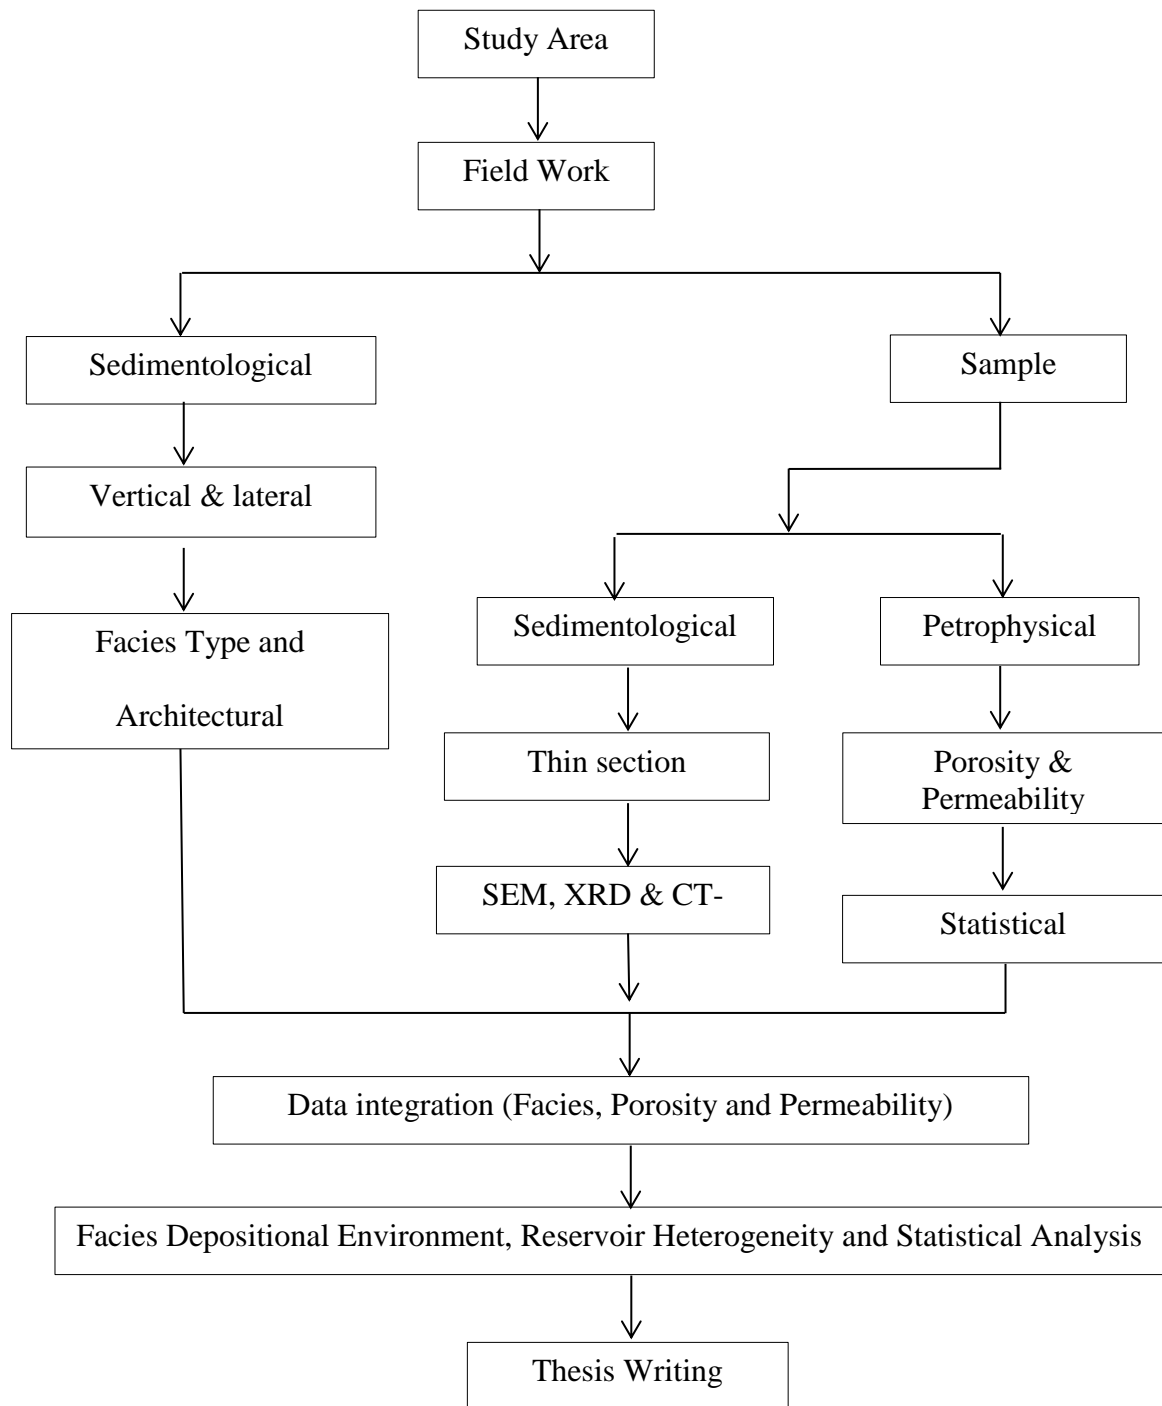 Study Area
Field Work
Sedimentological
Sample
Vertical & lateral
Facies Type and
Architectural
Sedimentological
Petrophysical
Thin section
Porosity &
Permeability
SEM, XRD & CT-
Statistical
Data integration (Facies, Porosity and Permeability)
Facies Depositional Environment, Reservoir Heterogeneity and Statistical Analysis
Thesis Writing